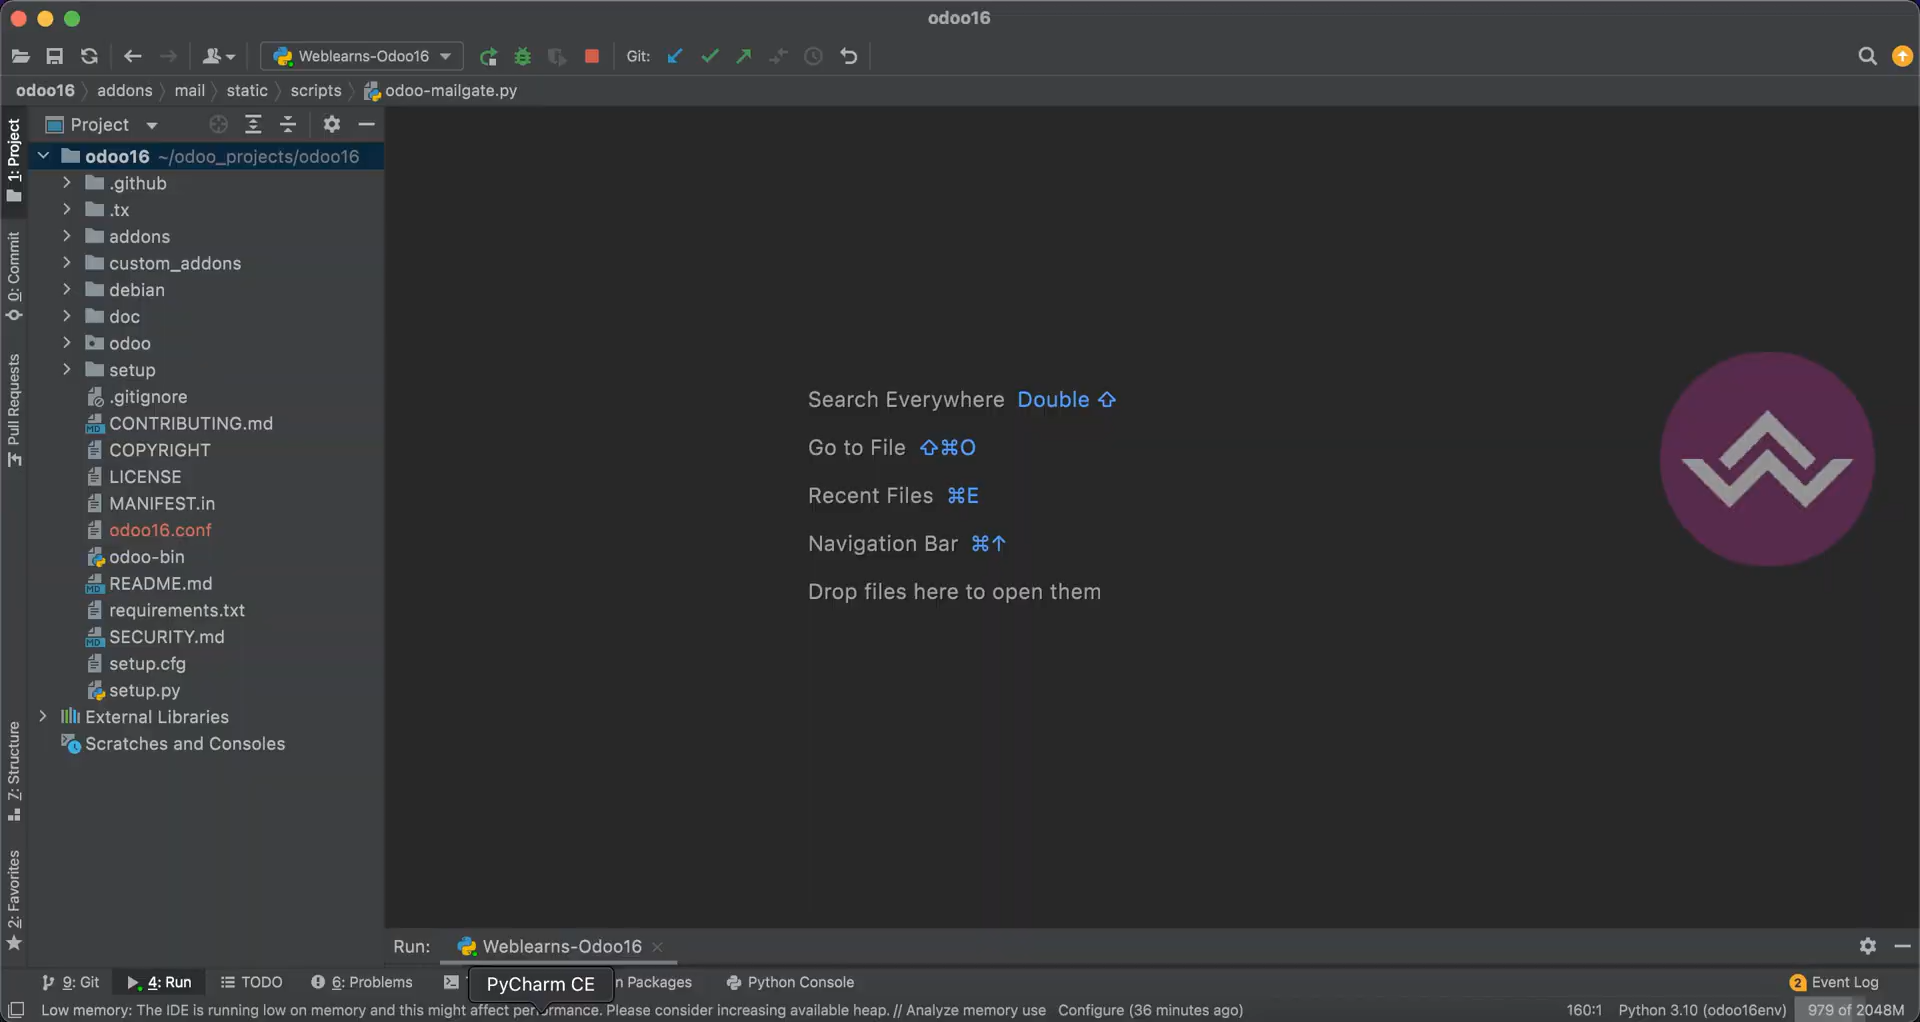 odoo16
Weblearns-Odoo16
Git:
odoo16 addons mail static scripts odoo-mailgate.py
Project
odoo16 ~/odoo_projects/odoo16
.github
.tx
addons
custom_addons
debian
doc
odoo
setup
.gitignore
CONTRIBUTING.md
COPYRIGHT
LICENSE
MANIFEST.in
odoo16.conf
odoo-bin
README.md
requirements.txt
SECURITY.md
setup.cfg
setup.py
External Libraries
Scratches and Consoles
1: Project
0: Commit
Pull Requests
Z: Structure
2: Favorites
Search Everywhere Double ⇧
Go to File ⇧⌘O
Recent Files ⌘E
Navigation Bar ⌘↑
Drop files here to open them
Run: Weblearns-Odoo16
9: Git 4: Run TODO 6: Problems PyCharm CE n Packages Python Console 2 Event Log
Low memory: The IDE is running low on memory and this might affect performance. Please consider increasing available heap. // Analyze memory use Configure (36 minutes ago) 160:1 Python 3.10 (odoo16env) 979 of 2048M